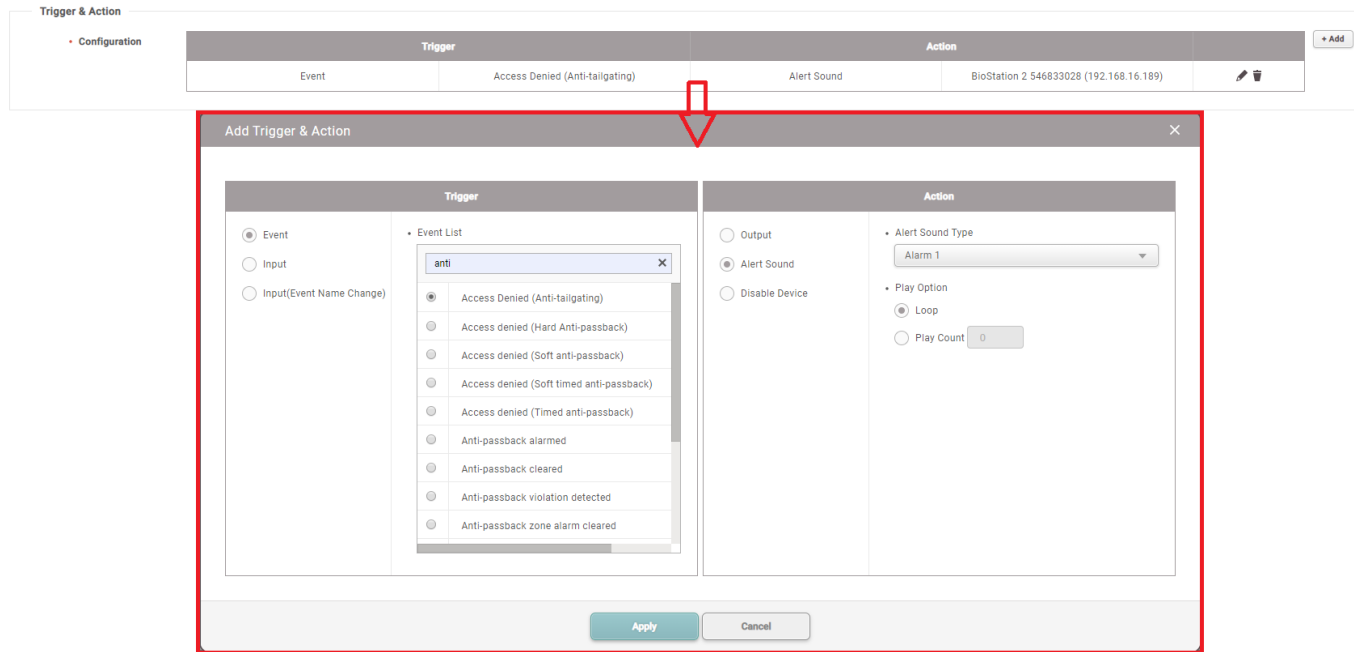 Trigger & Action
Configuration
Trigger Action
+ Add
Event Access Denied (Anti-tailgating) Alert Sound BioStation 2 546833028 (192.168.16.189)
Add Trigger & Action
Trigger
Event
Input
Input(Event Name Change)
Event List
anti
Access Denied (Anti-tailgating)
Access denied (Hard Anti-passback)
Access denied (Soft anti-passback)
Access denied (Soft timed anti-passback)
Access denied (Timed anti-passback)
Anti-passback alarmed
Anti-passback cleared
Anti-passback violation detected
Anti-passback zone alarm cleared
Action
Output
Alert Sound
Disable Device
Alert Sound Type
Alarm 1
Play Option
Loop
Play Count 0
Apply Cancel